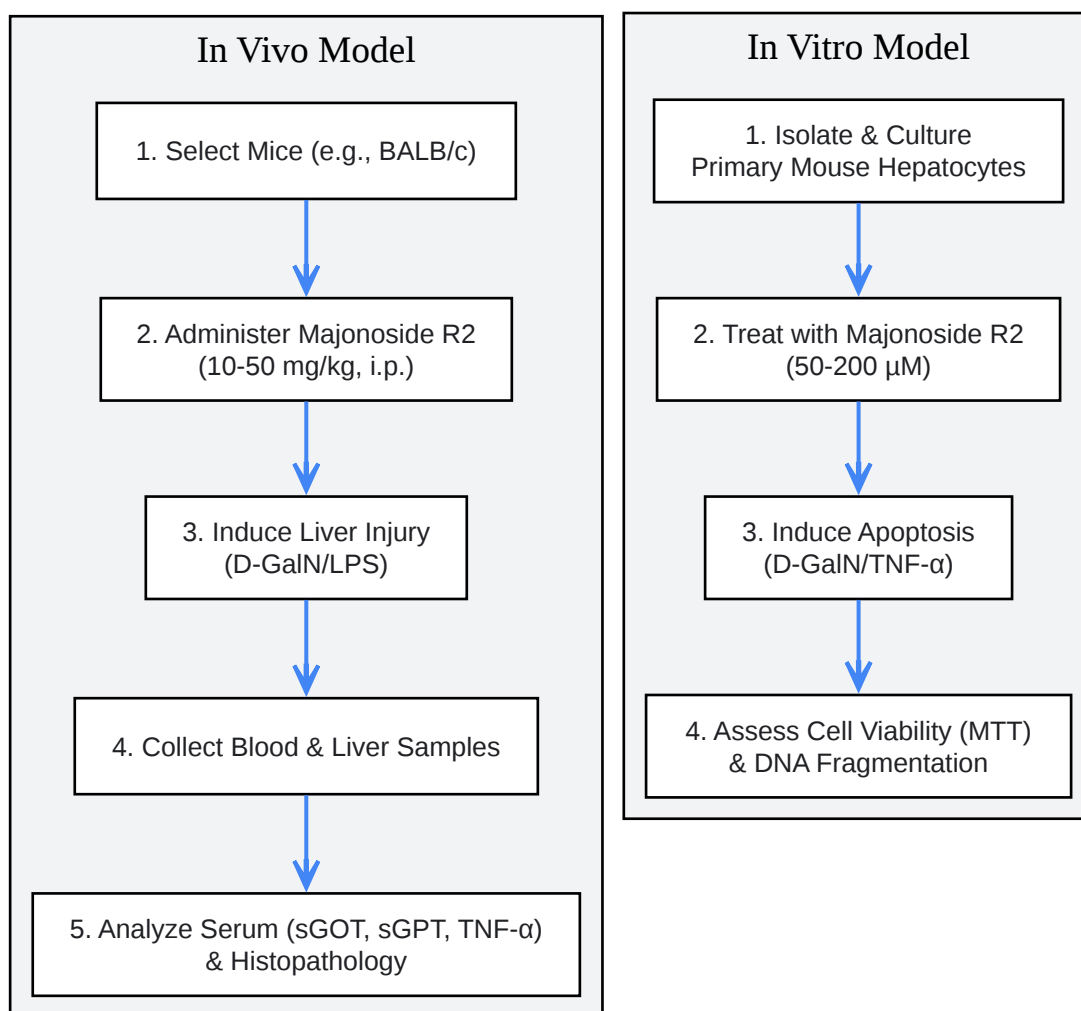 In Vivo Model
1. Select Mice (e.g., BALB/c)
2. Administer Majonoside R2
(10-50 mg/kg, i.p.)
3. Induce Liver Injury
(D-GalN/LPS)
4. Collect Blood & Liver Samples
5. Analyze Serum (sGOT, sGPT, TNF-α)
& Histopathology
In Vitro Model
1. Isolate & Culture
Primary Mouse Hepatocytes
2. Treat with Majonoside R2
(50-200 µM)
3. Induce Apoptosis
(D-GalN/TNF-α)
4. Assess Cell Viability (MTT)
& DNA Fragmentation